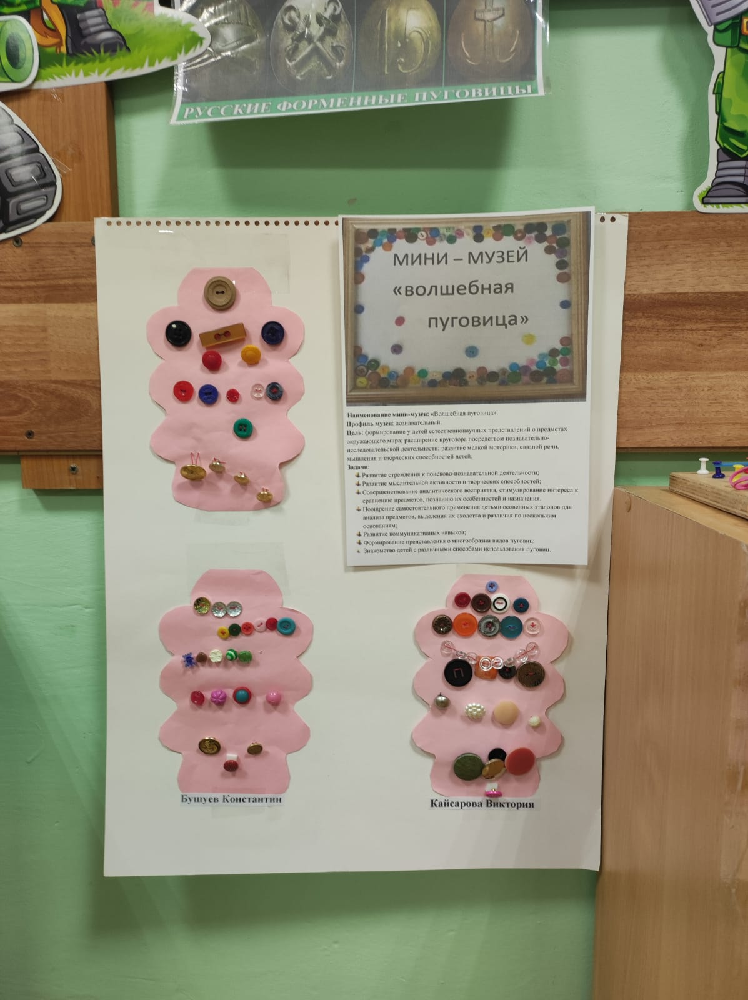 РУССКИЕ ФОРМЕННЫЕ ПУГОВИЦЫ
МИНИ – МУЗЕЙ
«волшебная
пуговица»
Наименование мини-музея: «Волшебная пуговица».
Профиль музея: познавательный.
Цель: формирование у детей естественнонаучных представлений о предметах
окружающего мира; расширение кругозора посредством познавательно-
исследовательской деятельности; развитие мелкой моторики, связной речи,
мышления и творческих способностей детей.
Задачи:
Развитие стремления к поисково-познавательной деятельности;
Развитие мыслительной активности и творческих способностей;
Совершенствование аналитического восприятия, стимулирование интереса к
сравнению предметов, познанию их особенностей и назначения.
Поощрение самостоятельного применения детьми освоенных эталонов для
анализа предметов, выделения их сходства и различия по нескольким
основаниям;
Развитие коммуникативных навыков;
Формирование представления о многообразии видов пуговиц;
Знакомство детей с различными способами использования пуговиц.
Бушуев Константин
Кайсарова Виктория
15